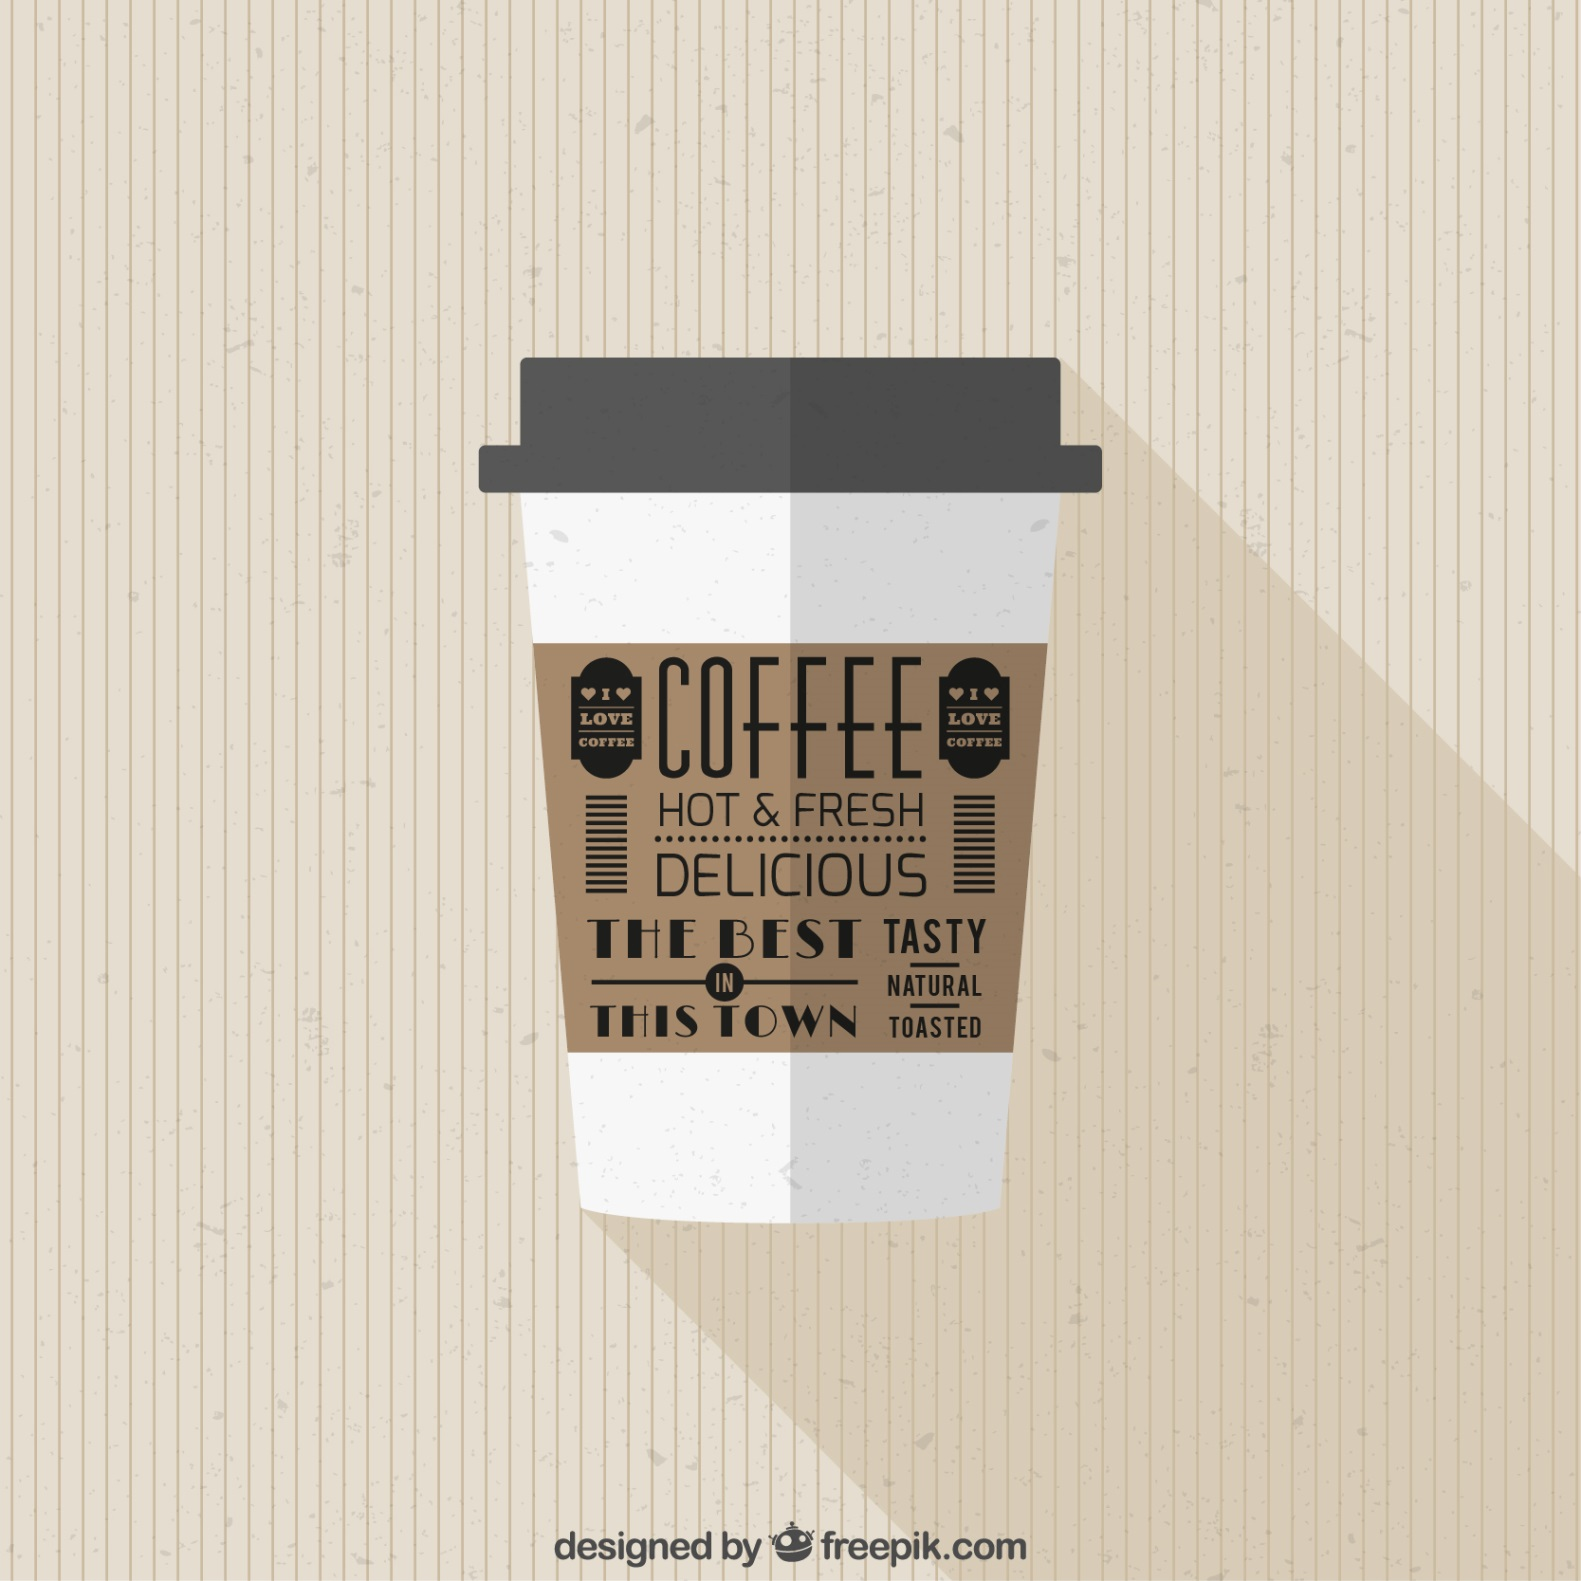 ♥ I ♥
LOVE
COFFEE
COFFEE
♥ I ♥
LOVE
COFFEE
HOT & FRESH
DELICIOUS
THE BEST
IN
THIS TOWN
TASTY
NATURAL
TOASTED
designed by freepik.com